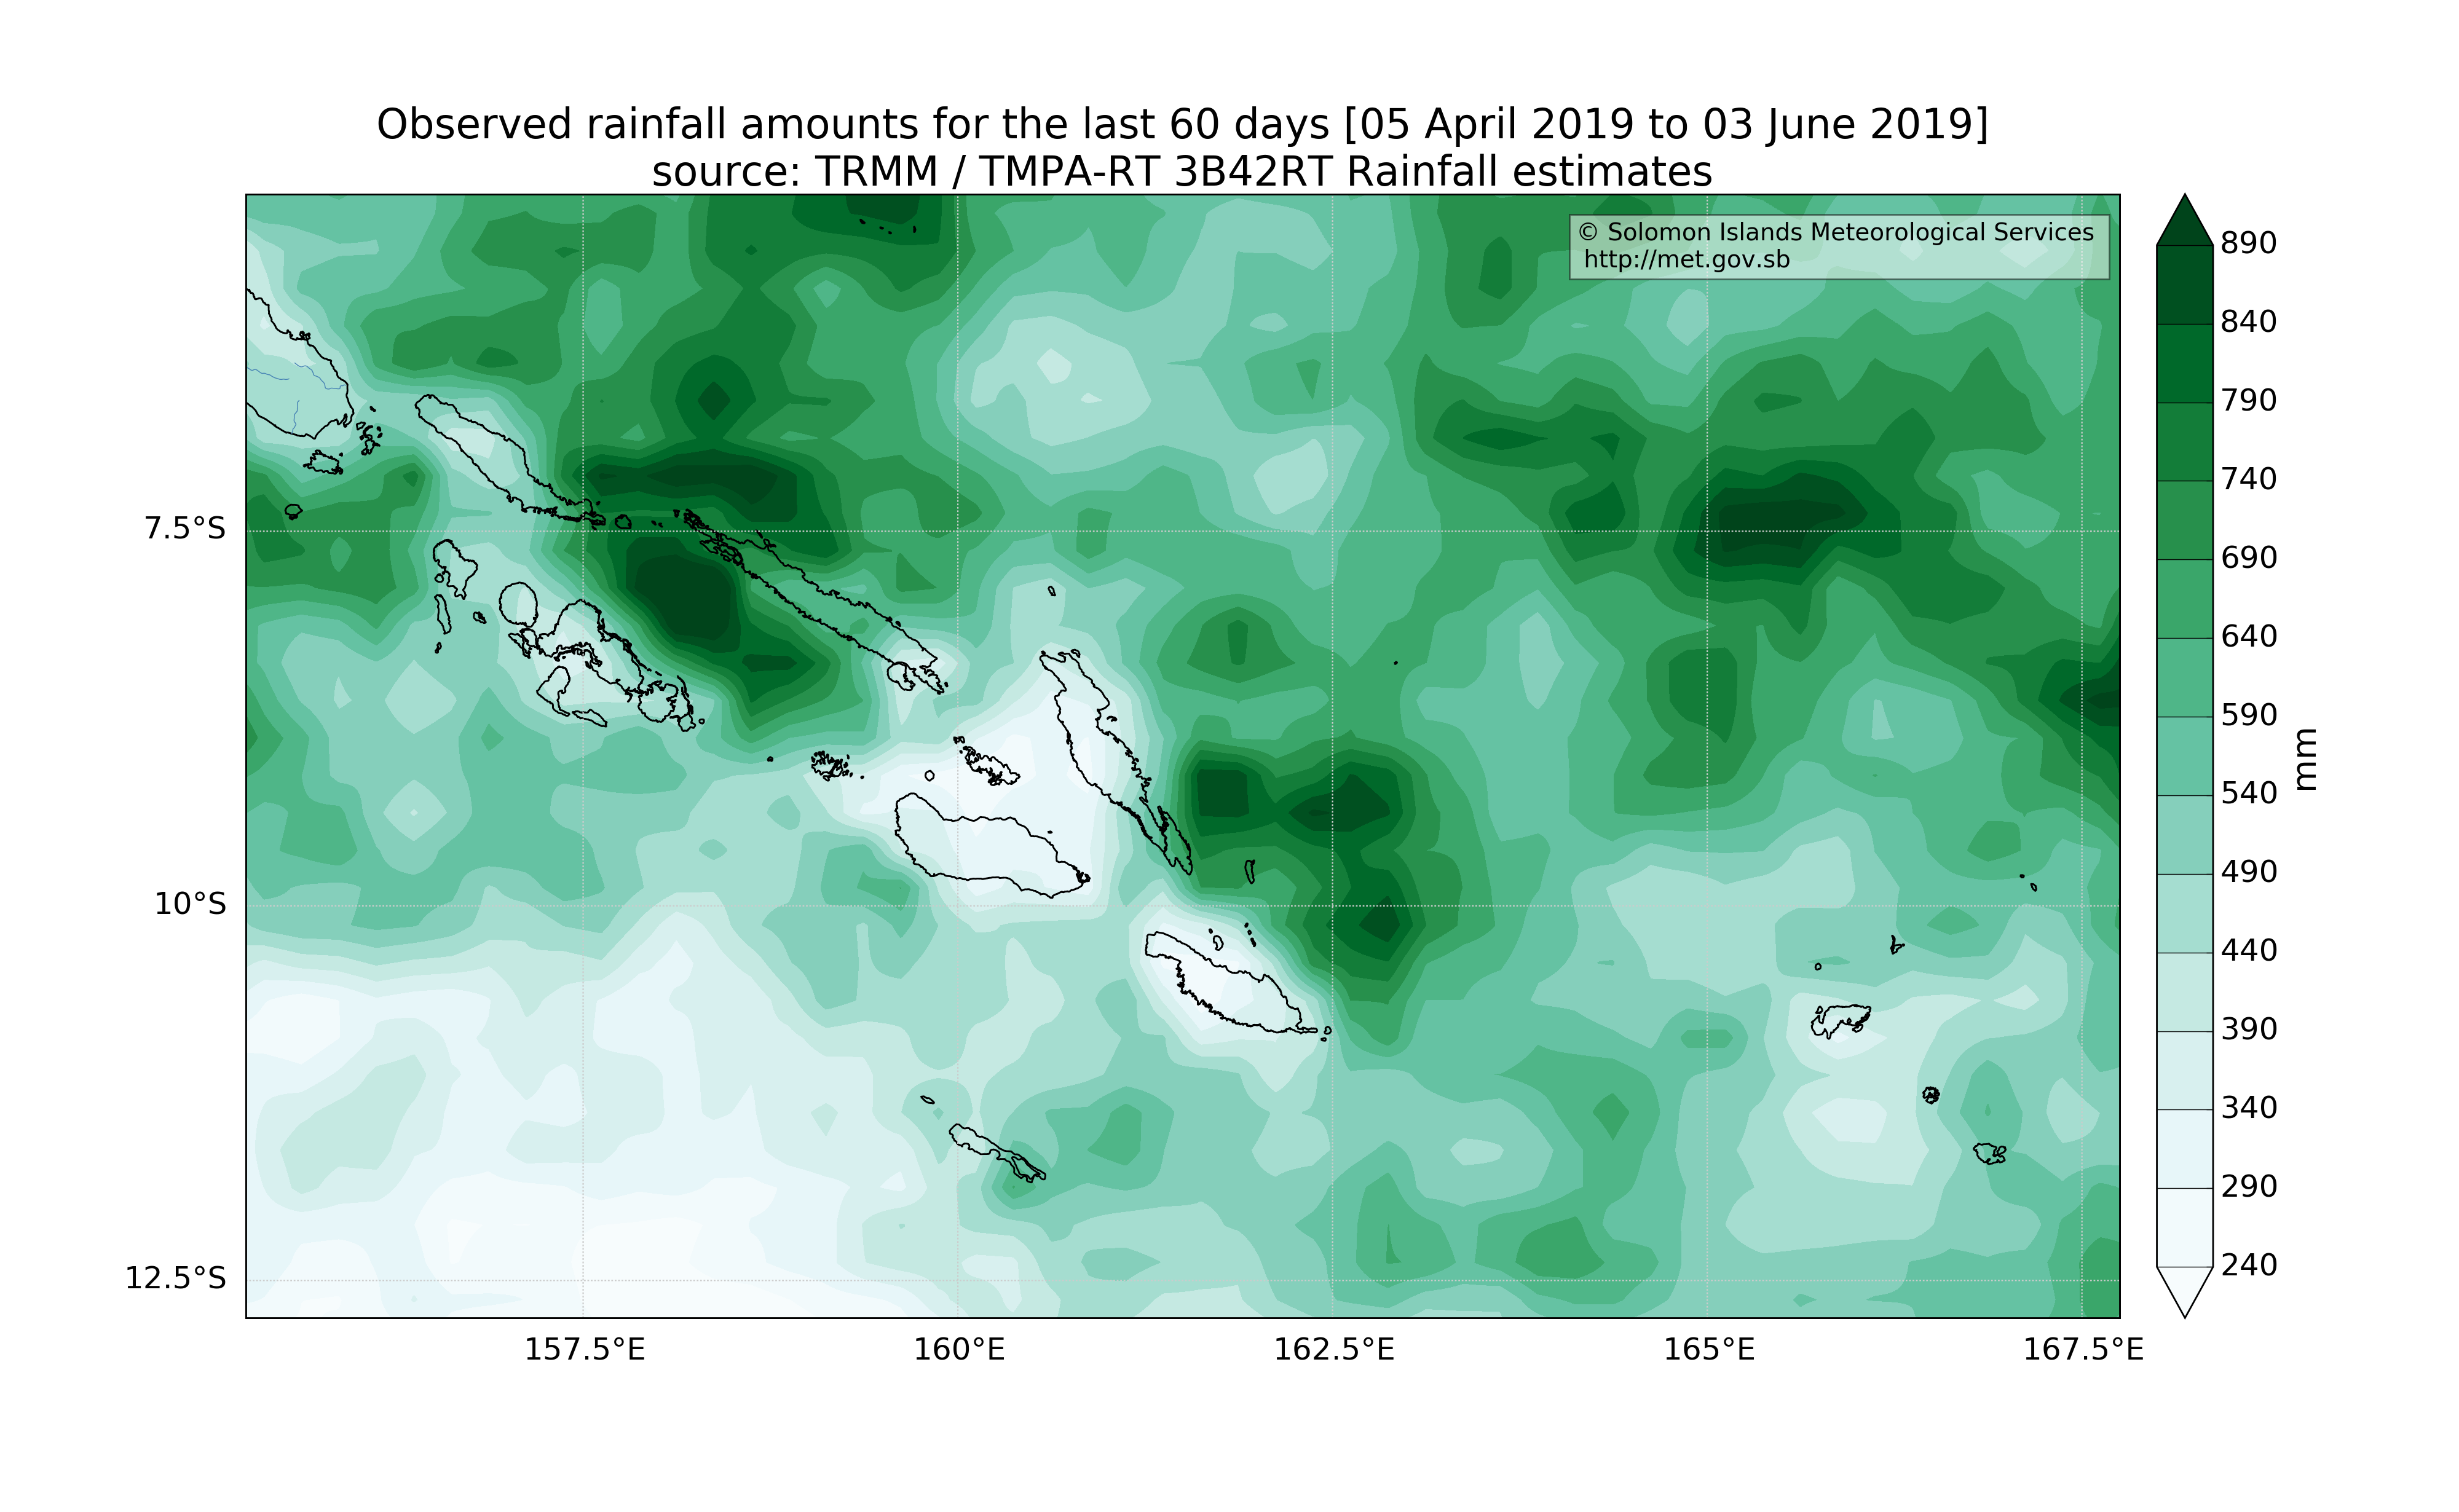 Observed rainfall amounts for the last 60 days [05 April 2019 to 03 June 2019]
source: TRMM / TMPA-RT 3B42RT Rainfall estimates
© Solomon Islands Meteorological Services
http://met.gov.sb
7.5°S
10°S
12.5°S
157.5°E
160°E
162.5°E
165°E
167.5°E
890
840
790
740
690
640
590
540
490
440
390
340
290
240
mm